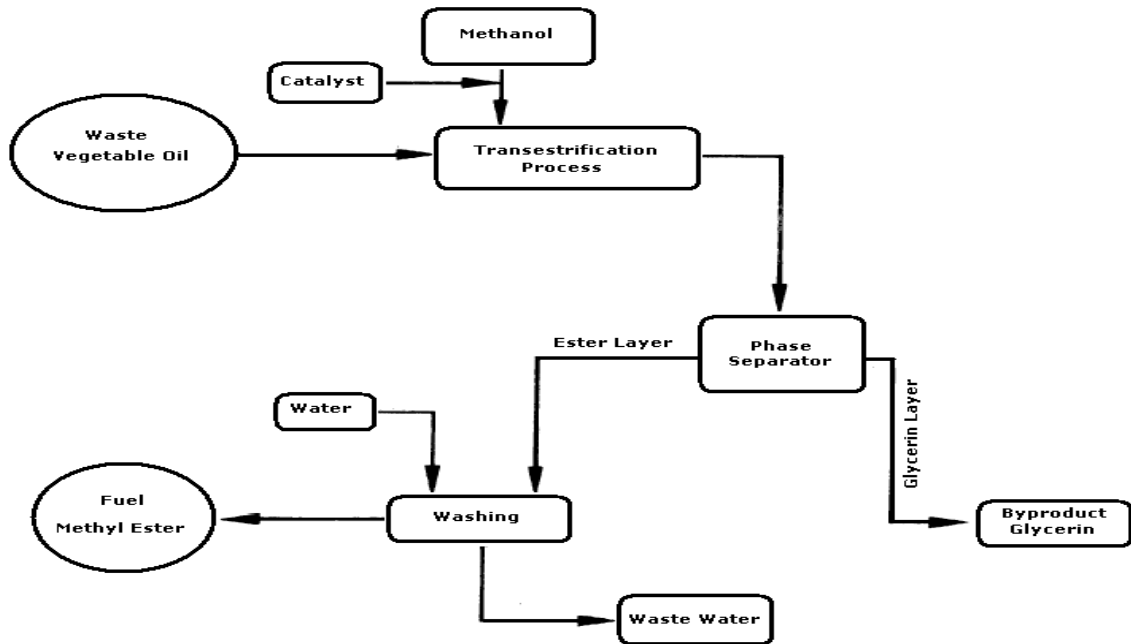 Methanol
Catalyst
Waste
Vegetable Oil
Transestrification
Process
Ester Layer
Phase
Separator
Glycerin Layer
Water
Fuel
Methyl Ester
Washing
Byproduct
Glycerin
Waste Water